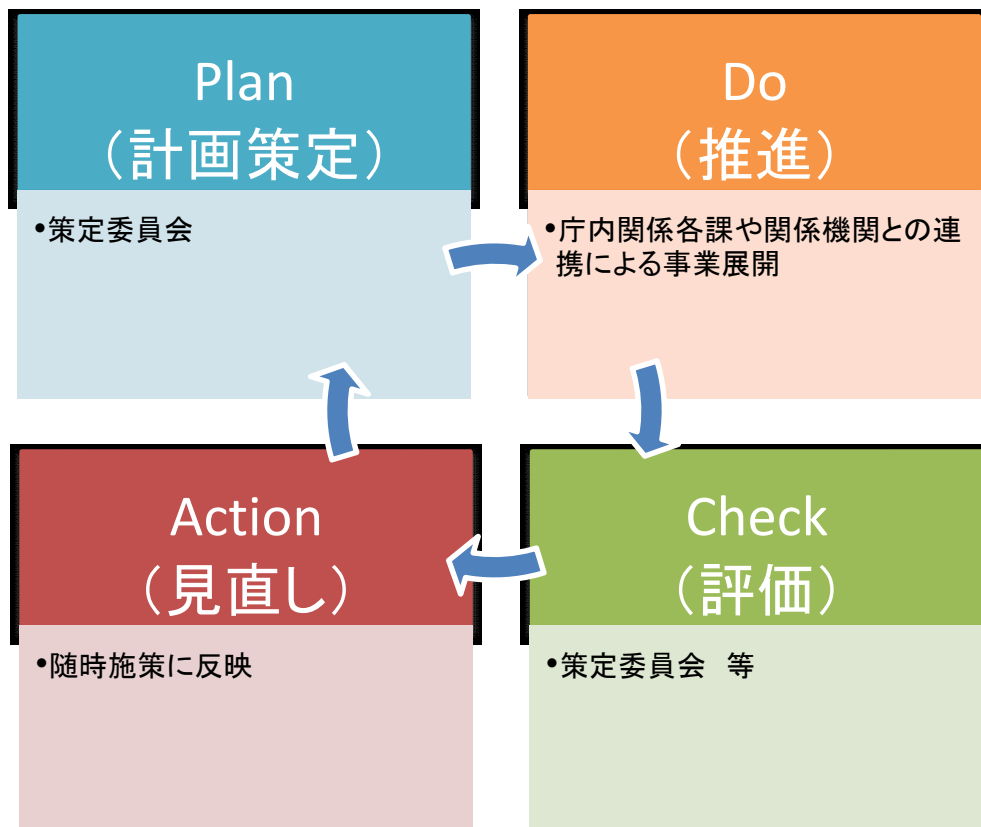 Plan
（計画策定）
•策定委員会
Do
（推進）
•庁内関係各課や関係機関との連
携による事業展開
Action
（見直し）
•随時施策に反映
Check
（評価）
•策定委員会　等